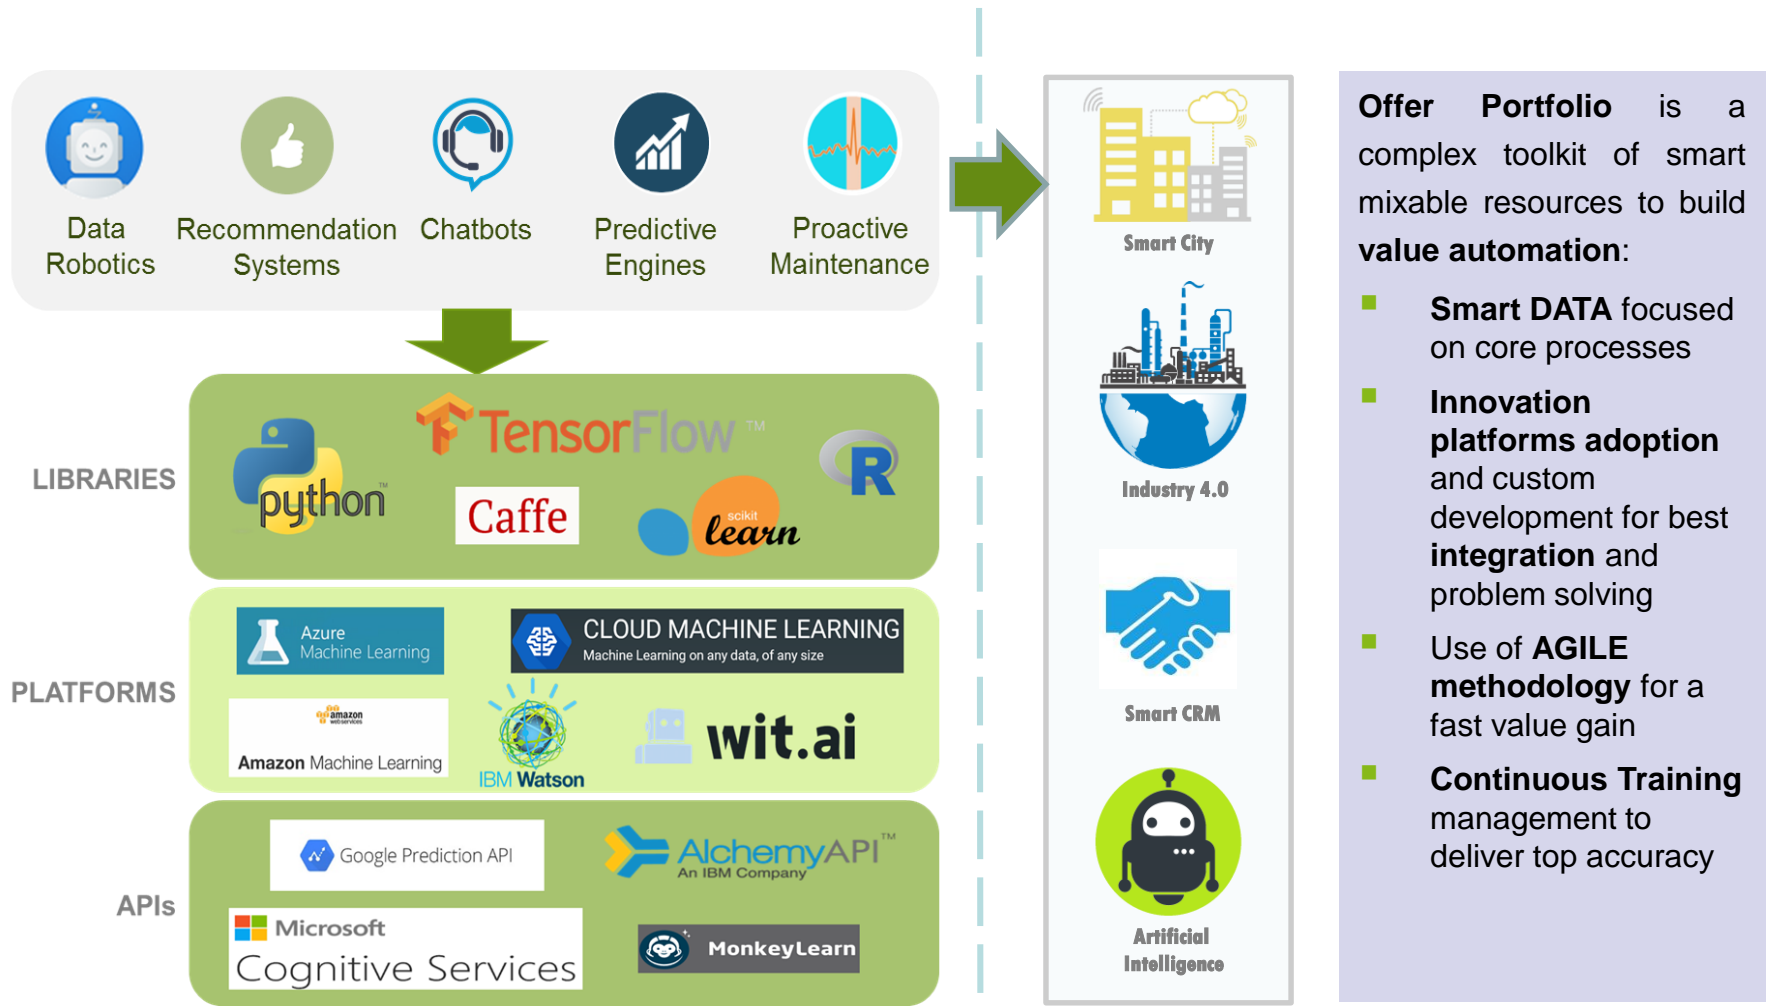 Data
Robotics
Recommendation
Systems
Chatbots
Predictive
Engines
Proactive
Maintenance
LIBRARIES
python™
TensorFlow™
Caffe
scikit
learn
R
PLATFORMS
Azure
Machine Learning
CLOUD MACHINE LEARNING
Machine Learning on any data, of any size
amazon
webservices
Amazon Machine Learning
IBM Watson
wit.ai
APIs
Google Prediction API
AlchemyAPI™
An IBM Company
Microsoft
Cognitive Services
MonkeyLearn
Smart City
Industry 4.0
Smart CRM
Artificial
Intelligence
Offer Portfolio is a
complex toolkit of smart
mixable resources to build
value automation:
Smart DATA focused
on core processes
Innovation
platforms adoption
and custom
development for best
integration and
problem solving
Use of AGILE
methodology for a
fast value gain
Continuous Training
management to
deliver top accuracy